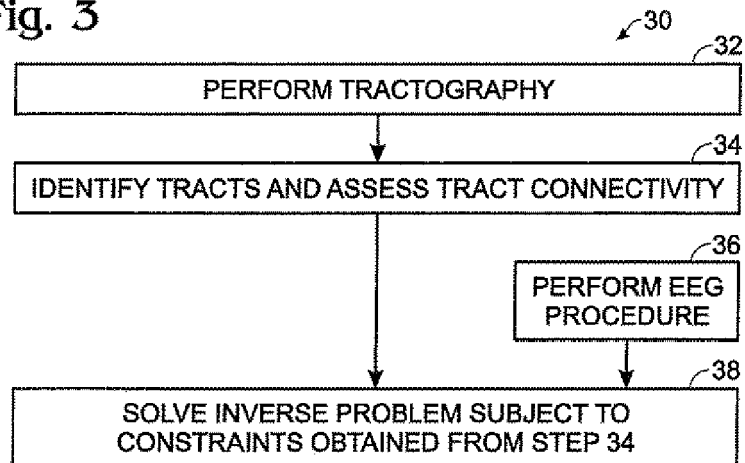 Fig. 3
30
32
PERFORM TRACTOGRAPHY
34
IDENTIFY TRACTS AND ASSESS TRACT CONNECTIVITY
36
PERFORM EEG
PROCEDURE
38
SOLVE INVERSE PROBLEM SUBJECT TO
CONSTRAINTS OBTAINED FROM STEP 34